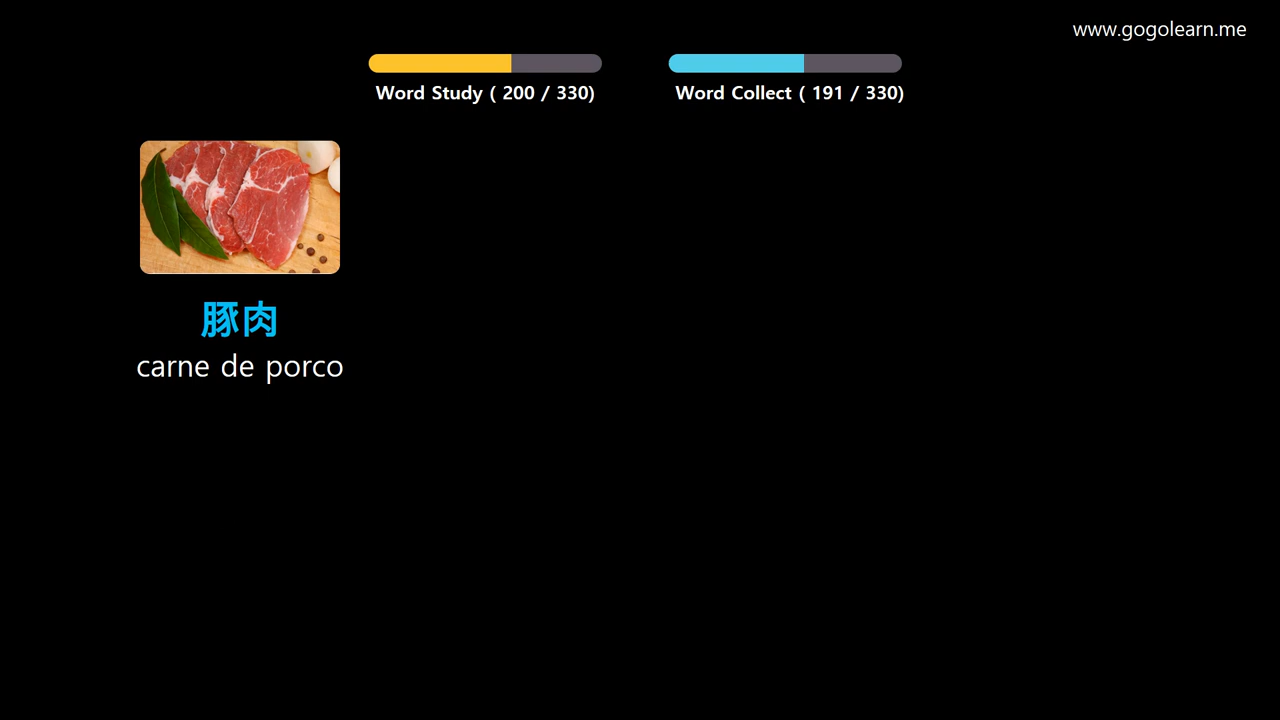 www.gogolearn.me
Word Study ( 200 / 330)
Word Collect ( 191 / 330)
豚肉
carne de porco